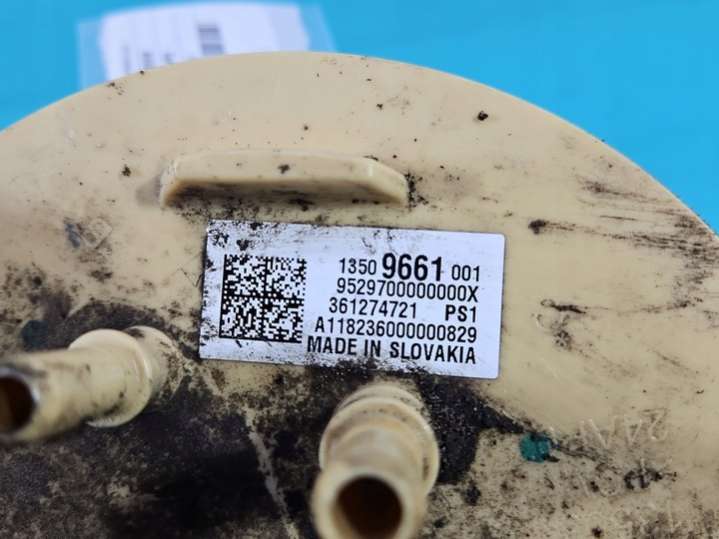 1350 9661 001
9529700000000X
361274721 PS1
A118236000000829
MADE IN SLOVAKIA